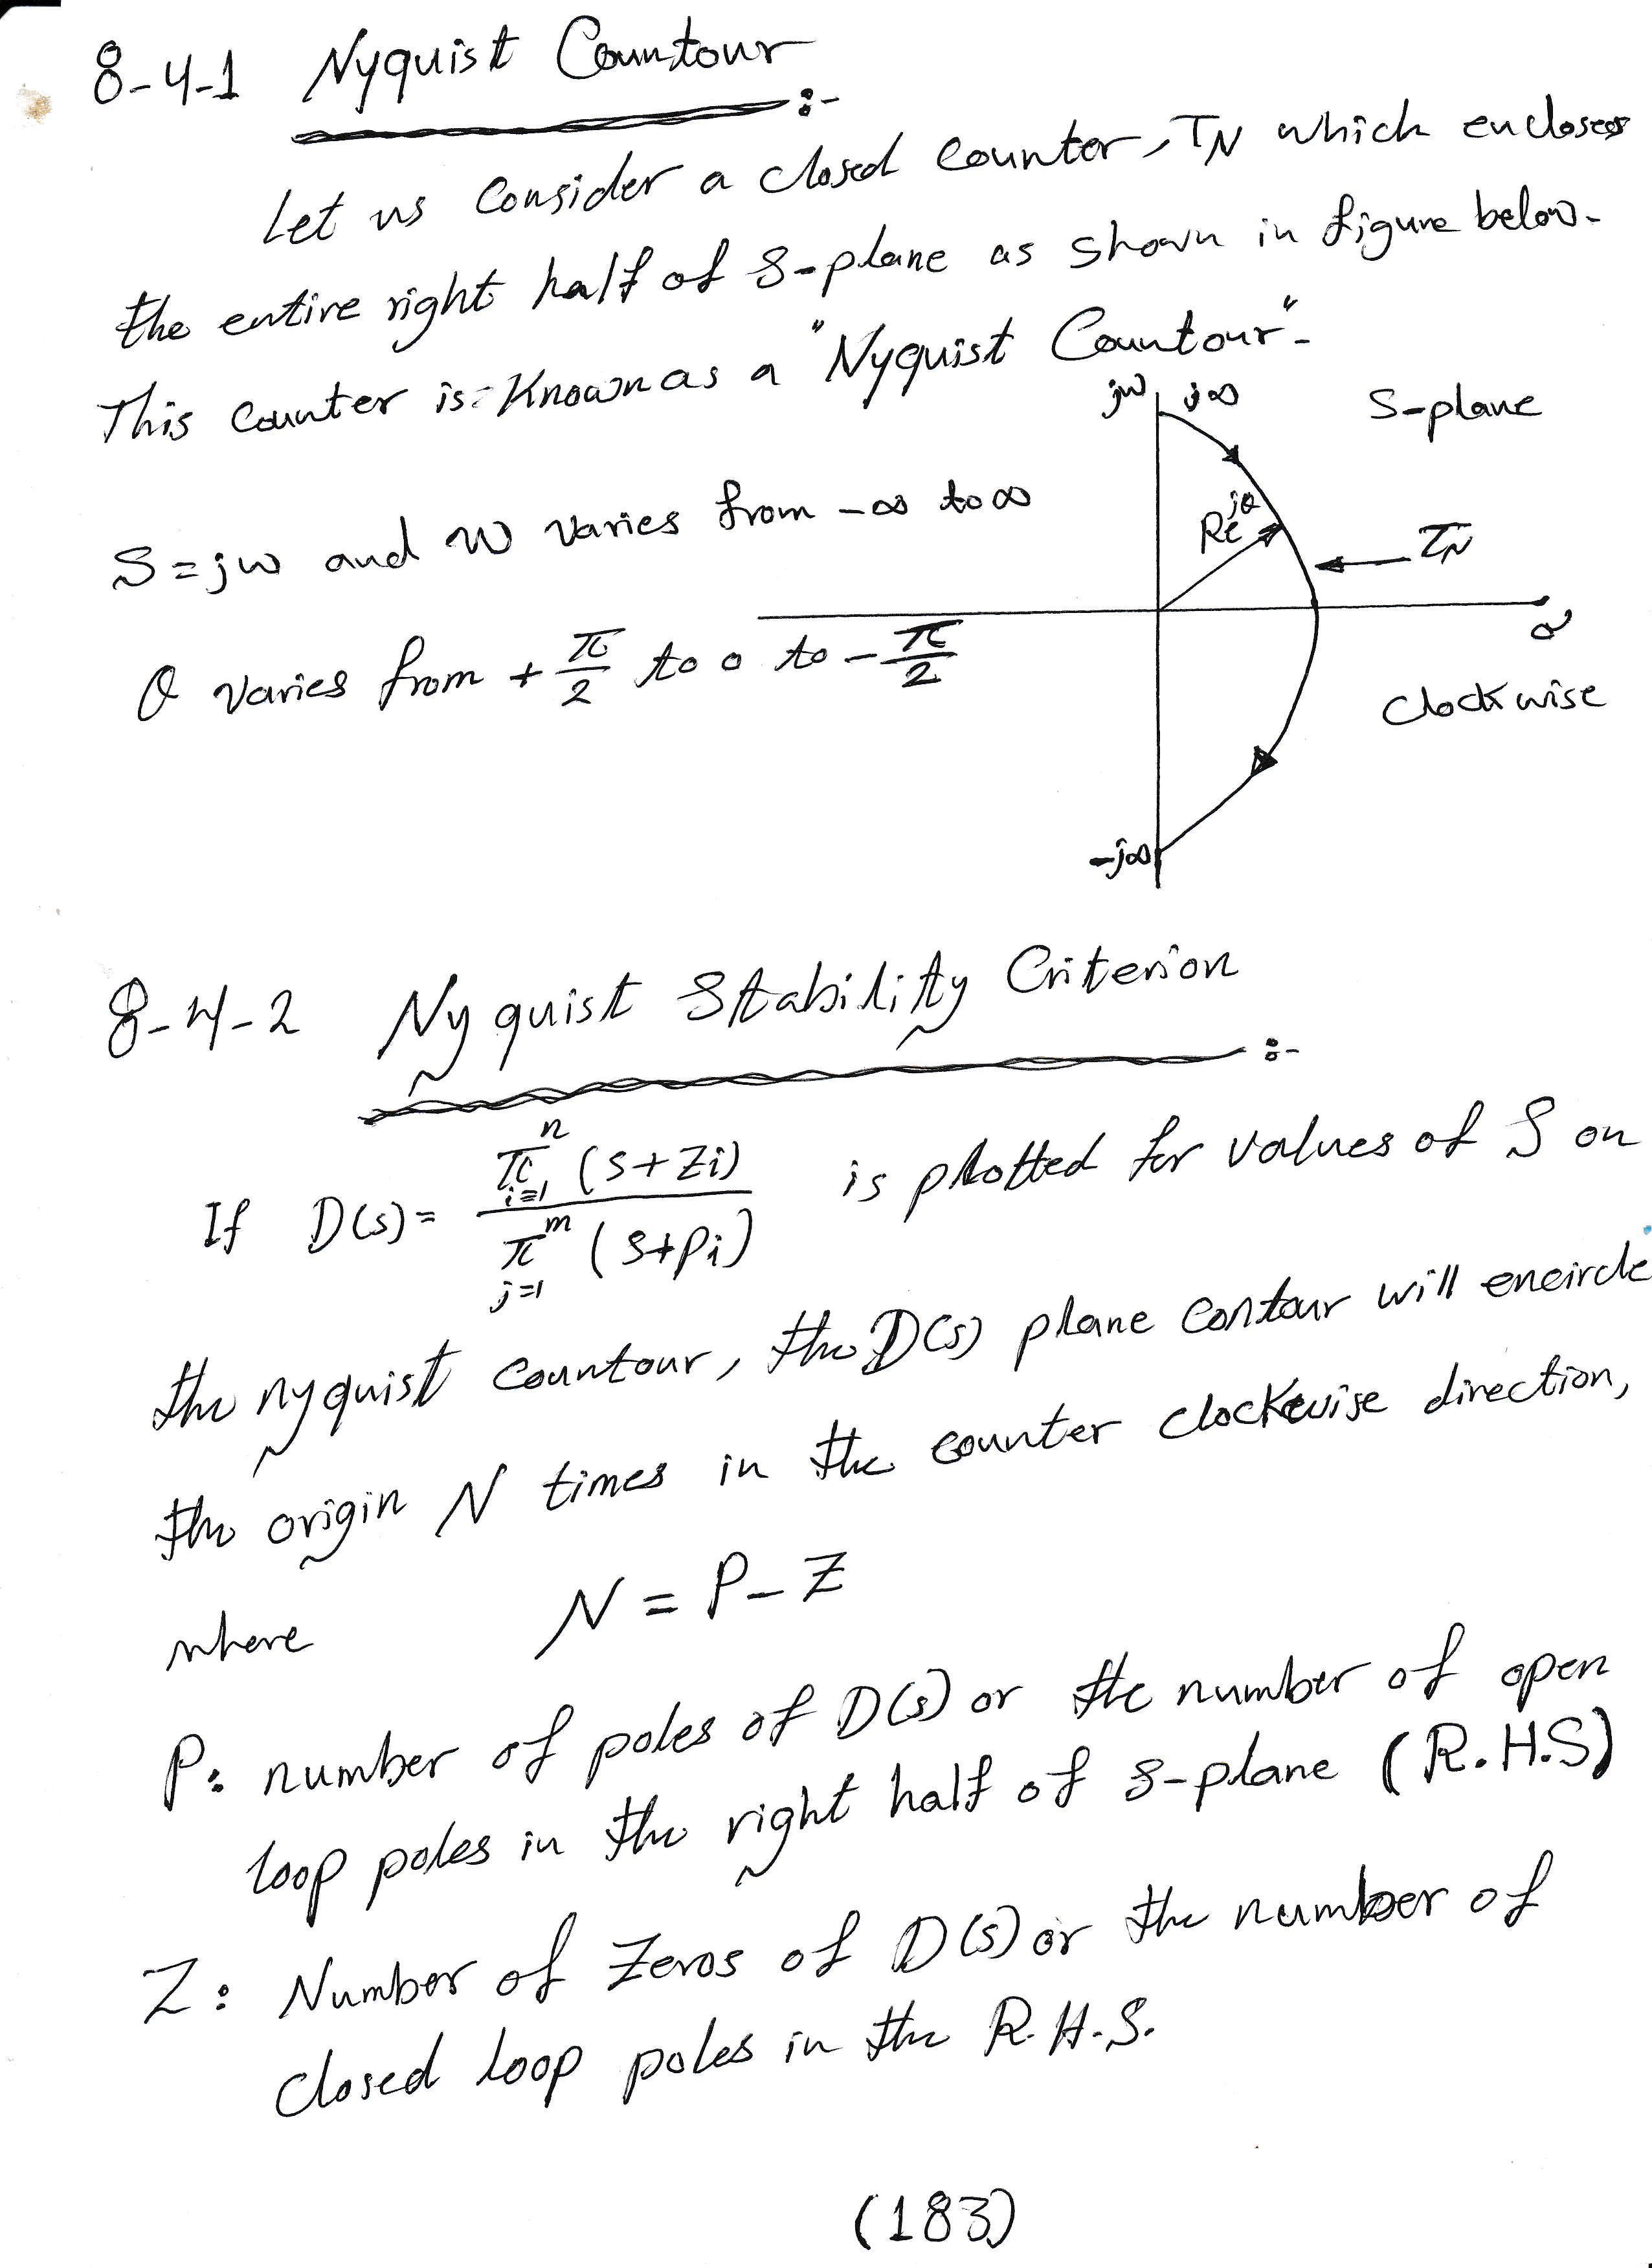 8-4-1 Nyquist Countour :-
Let us Consider a closed Counter, TN which encloses
the entire right half of s-plane as shown in figure below.
This Counter is Known as a "Nyquist Countour".
jω j∞ S-plane
S = jω and ω varies from -∞ to ∞
Re^jθ
TN
σ
θ varies from + π/2 to 0 to - π/2
Clockwise
-j∞
8-4-2 Nyquist Stability Criterion :-
If D(s) = π^n_{i=1} (s+Zi) / π^m_{j=1} (s+Pi) is plotted for values of S on
the nyquist countour, the D(s) plane contour will encircle
the origin N times in the counter clockwise direction,
where N = P - Z
P: number of poles of D(s) or the number of open
loop poles in the right half of s-plane (R.H.S)
Z: Number of Zeros of D(s) or the number of
closed loop poles in the R.H.S.
(183)